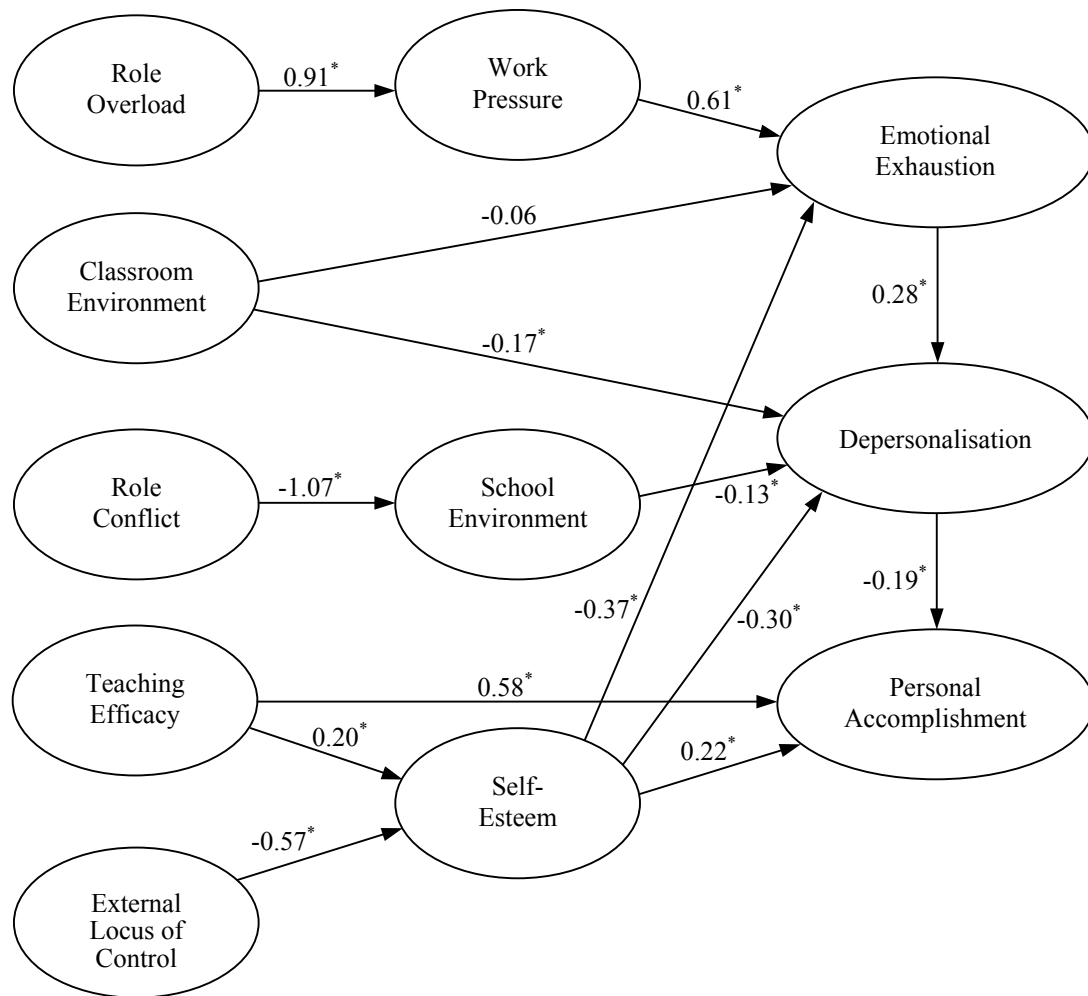 Role
Overload
0.91*
Work
Pressure
0.61*
Emotional
Exhaustion
Classroom
Environment
-0.06
-0.17*
0.28*
Depersonalisation
Role
Conflict
-1.07*
School
Environment
-0.13*
-0.37*
-0.30*
-0.19*
Teaching
Efficacy
0.58*
0.20*
Personal
Accomplishment
Self-
Esteem
0.22*
-0.57*
External
Locus of
Control